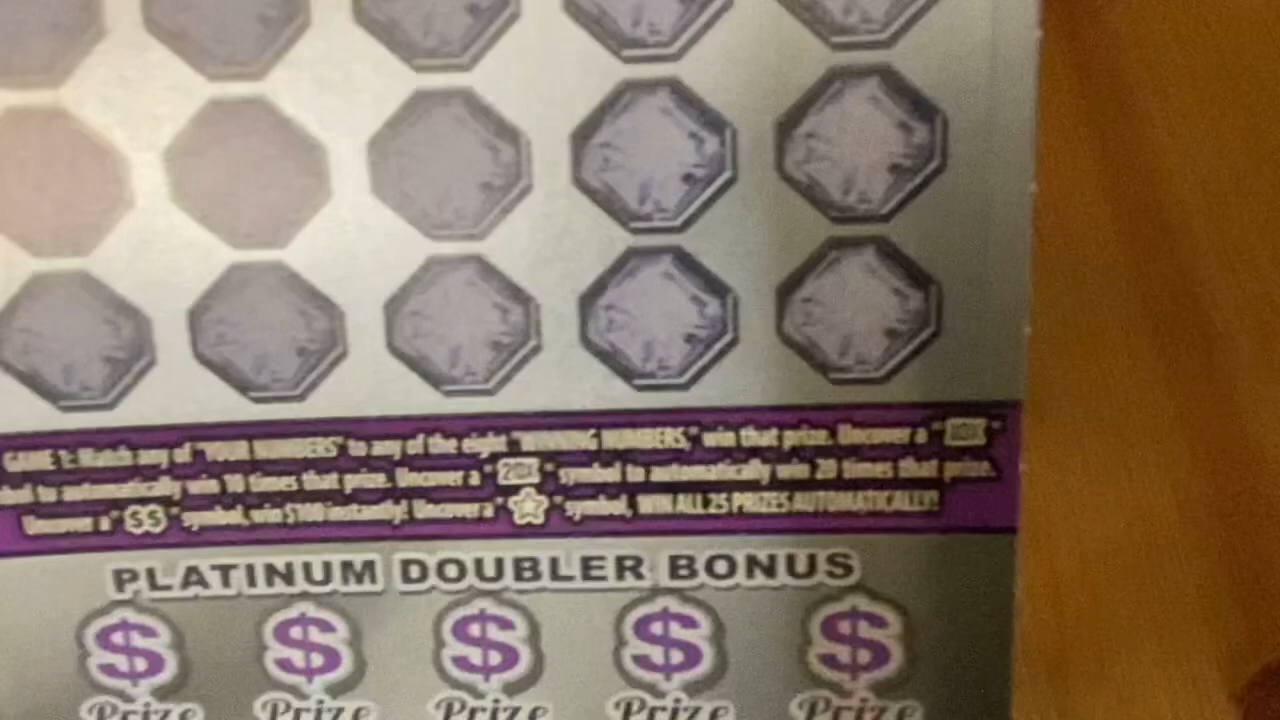 GAME 1: Match any of "YOUR NUMBERS" to any of the eight "WINNING NUMBERS," win that prize. Uncover a "10X"
to automatically win 10 times that prize. Uncover a "20X" symbol to automatically win 20 times that prize.
Uncover a "$$" symbol, win $100 instantly! Uncover a "☆" symbol, WIN ALL 25 PRIZES AUTOMATICALLY!
PLATINUM DOUBLER BONUS
$ $ $ $ $
Prize Prize Prize Prize Prize